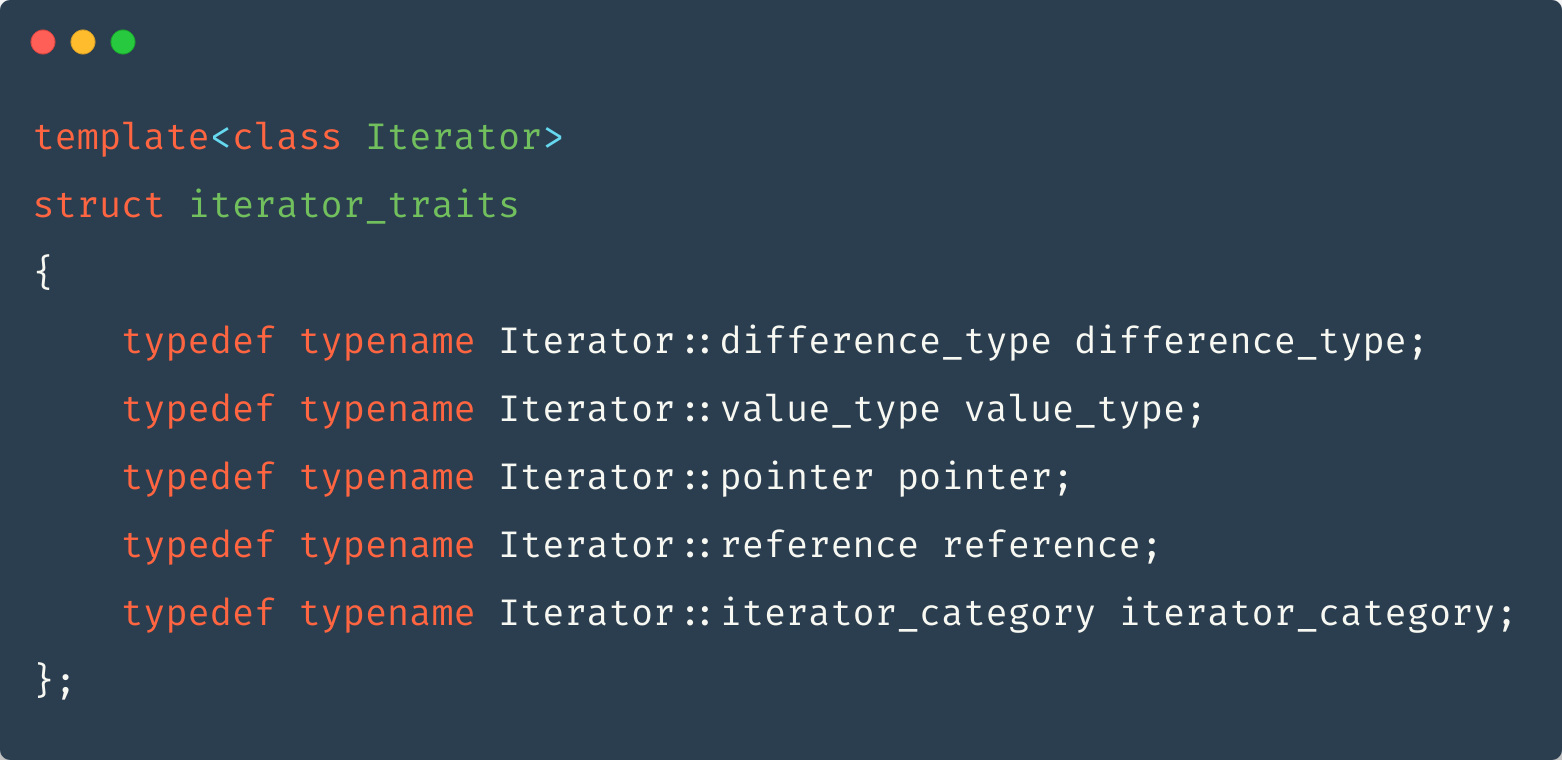 template<class Iterator>
struct iterator_traits
{
    typedef typename Iterator::difference_type difference_type;
    typedef typename Iterator::value_type value_type;
    typedef typename Iterator::pointer pointer;
    typedef typename Iterator::reference reference;
    typedef typename Iterator::iterator_category iterator_category;
};